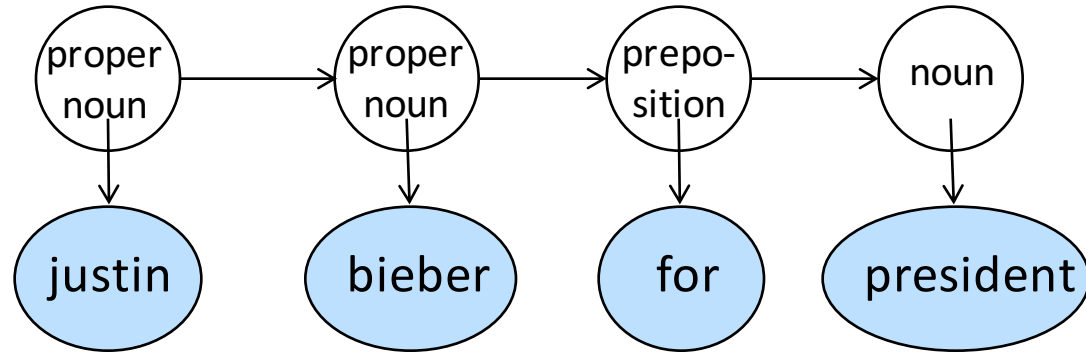 proper
noun
proper
noun
prepo-
sition
noun
justin
bieber
for
president